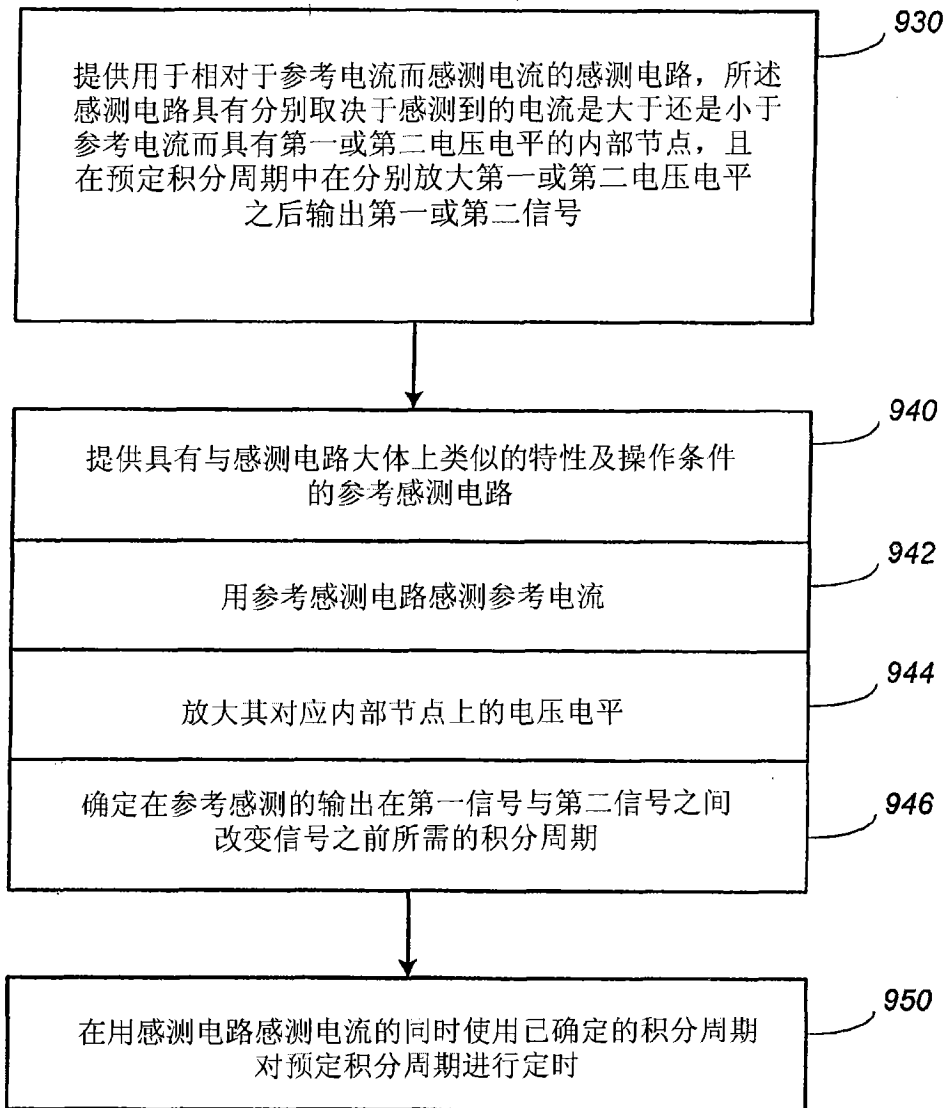 930
提供用于相对于参考电流而感测电流的感测电路，所述
感测电路具有分别取决于感测到的电流是大于还是小于
参考电流而具有第一或第二电压电平的内部节点，且
在预定积分周期中在分别放大第一或第二电压电平
之后输出第一或第二信号
940
提供具有与感测电路大体上类似的特性及操作条件
的参考感测电路
942
用参考感测电路感测参考电流
944
放大其对应内部节点上的电压电平
946
确定在参考感测的输出在第一信号与第二信号之间
改变信号之前所需的积分周期
950
在用感测电路感测电流的同时使用已确定的积分周期
对预定积分周期进行定时